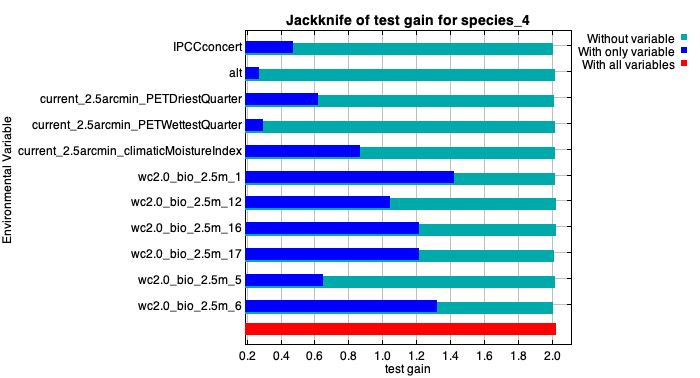 Jackknife of test gain for species_4
Without variable
With only variable
With all variables
Environmental Variable
IPCCconcert
alt
current_2.5arcmin_PETDriestQuarter
current_2.5arcmin_PETWettestQuarter
current_2.5arcmin_climaticMoistureIndex
wc2.0_bio_2.5m_1
wc2.0_bio_2.5m_12
wc2.0_bio_2.5m_16
wc2.0_bio_2.5m_17
wc2.0_bio_2.5m_5
wc2.0_bio_2.5m_6
0.2 0.4 0.6 0.8 1.0 1.2 1.4 1.6 1.8 2.0
test gain